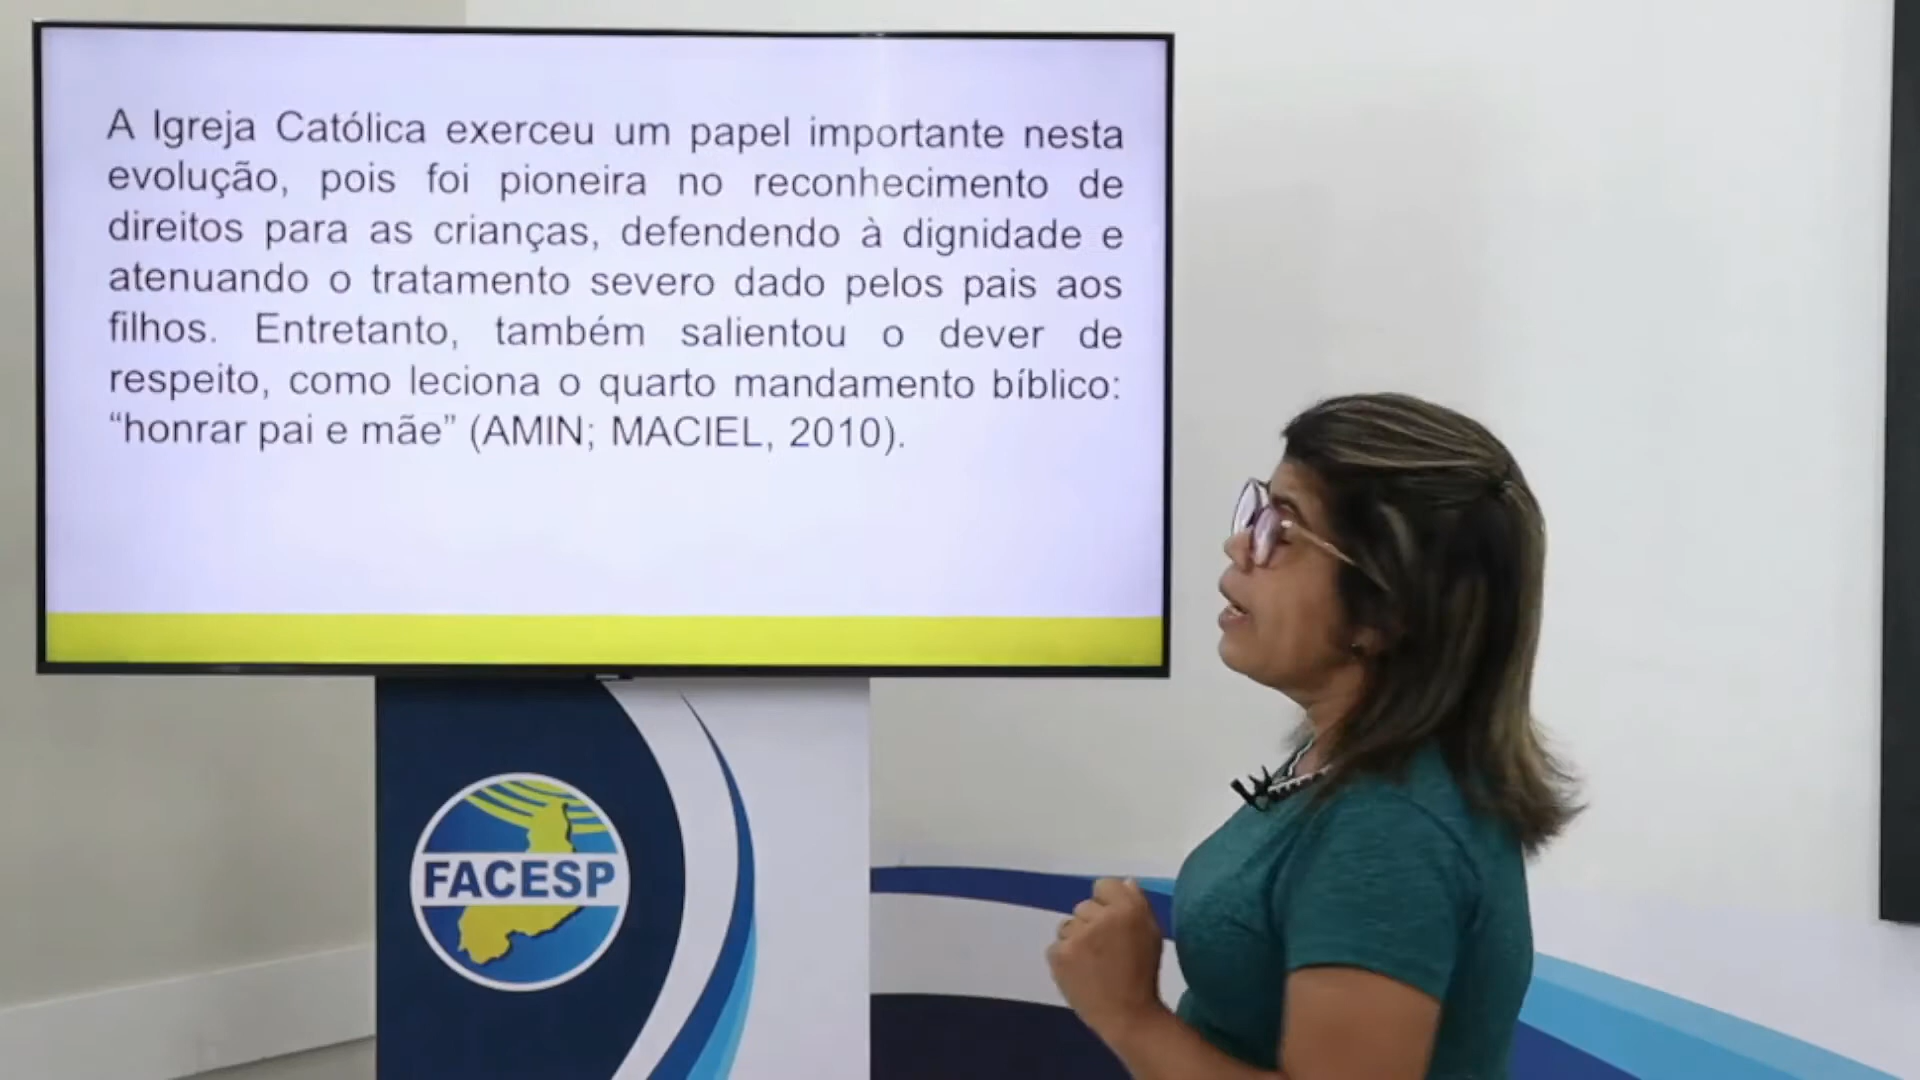 A Igreja Católica exerceu um papel importante nesta
evolução, pois foi pioneira no reconhecimento de
direitos para as crianças, defendendo à dignidade e
atenuando o tratamento severo dado pelos pais aos
filhos. Entretanto, também salientou o dever de
respeito, como leciona o quarto mandamento bíblico:
“honrar pai e mãe” (AMIN; MACIEL, 2010).
FACESP